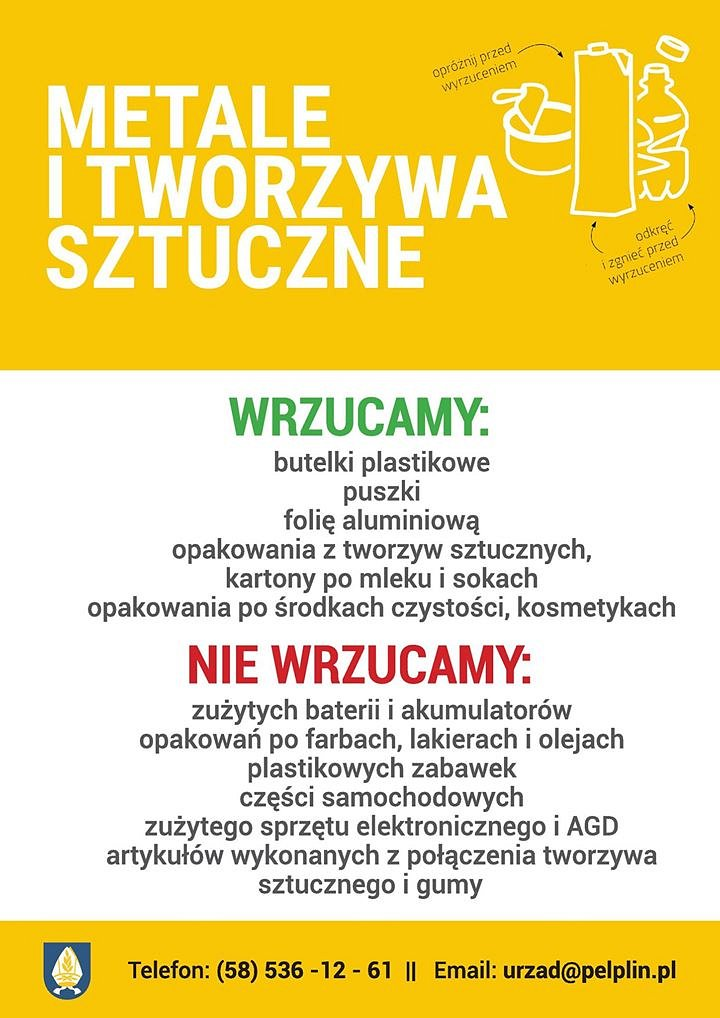 METALE
I TWORZYWA
SZTUCZNE
opróżnij przed
wyrzuceniem
odkręć
i zgnieć przed
wyrzuceniem
WRZUCAMY:
butelki plastikowe
puszki
folię aluminiową
opakowania z tworzyw sztucznych,
kartony po mleku i sokach
opakowania po środkach czystości, kosmetykach
NIE WRZUCAMY:
zużytych baterii i akumulatorów
opakowań po farbach, lakierach i olejach
plastikowych zabawek
części samochodowych
zużytego sprzętu elektronicznego i AGD
artykułów wykonanych z połączenia tworzywa
sztucznego i gumy
Telefon: (58) 536 -12 - 61 || Email: urzad@pelplin.pl